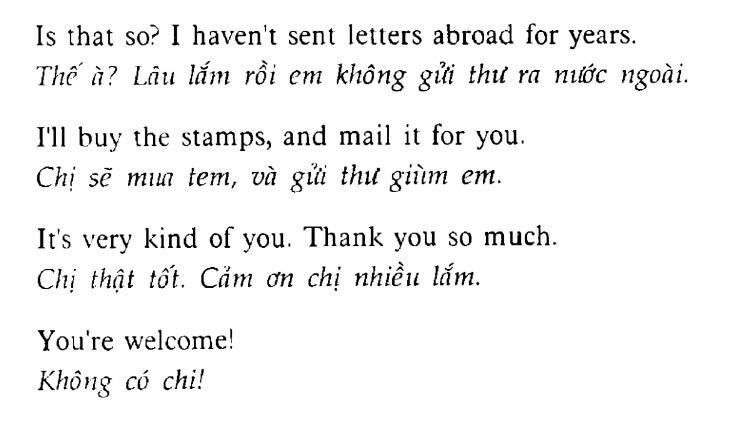 Is that so? I haven't sent letters abroad for years.
Thế à? Lâu lắm rồi em không gửi thư ra nước ngoài.
I'll buy the stamps, and mail it for you.
Chị sẽ mua tem, và gửi thư giùm em.
It's very kind of you. Thank you so much.
Chị thật tốt. Cảm ơn chị nhiều lắm.
You're welcome!
Không có chi!